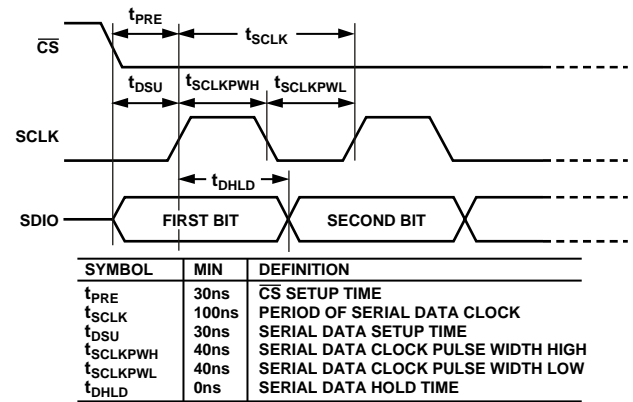 tPRE
tSCLK
CS
tDSU tSCLKPWH tSCLKPWL
SCLK
tDHLD
SDIO FIRST BIT SECOND BIT
SYMBOL MIN DEFINITION
tPRE 30ns CS SETUP TIME
tSCLK 100ns PERIOD OF SERIAL DATA CLOCK
tDSU 30ns SERIAL DATA SETUP TIME
tSCLKPWH 40ns SERIAL DATA CLOCK PULSE WIDTH HIGH
tSCLKPWL 40ns SERIAL DATA CLOCK PULSE WIDTH LOW
tDHLD 0ns SERIAL DATA HOLD TIME